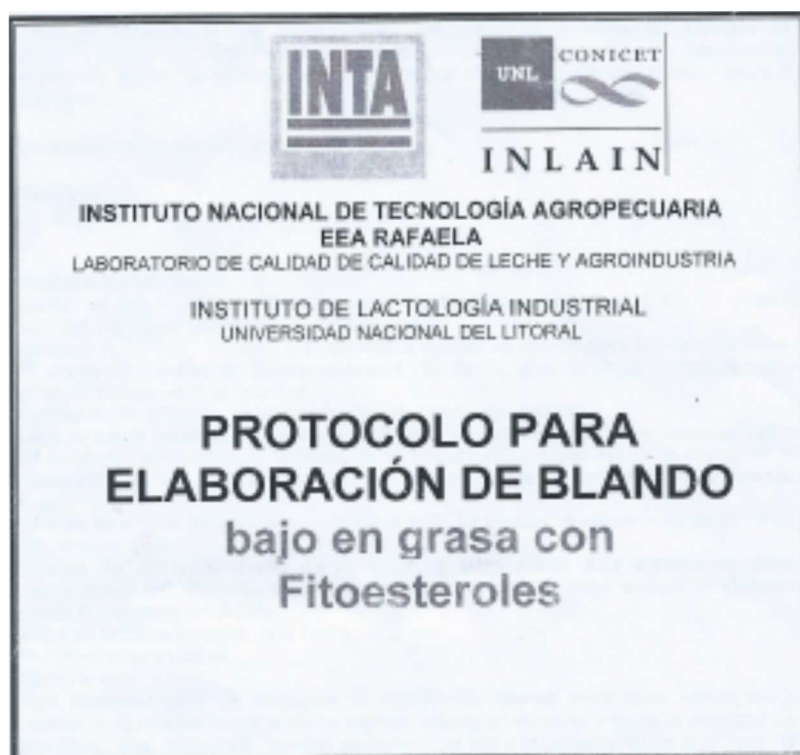 INTA
UNL
CONICET
INLAIN
INSTITUTO NACIONAL DE TECNOLOGÍA AGROPECUARIA
EEA RAFAELA
LABORATORIO DE CALIDAD DE CALIDAD DE LECHE Y AGROINDUSTRIA
INSTITUTO DE LACTOLOGÍA INDUSTRIAL
UNIVERSIDAD NACIONAL DEL LITORAL
PROTOCOLO PARA
ELABORACIÓN DE BLANDO
bajo en grasa con
Fitoesteroles